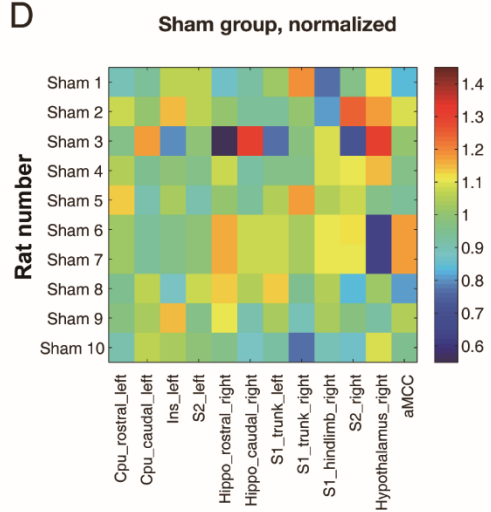 D
Sham group, normalized
Rat number
Sham 1
Sham 2
Sham 3
Sham 4
Sham 5
Sham 6
Sham 7
Sham 8
Sham 9
Sham 10
1.4
1.3
1.2
1.1
1
0.9
0.8
0.7
0.6
Cpu_rostral_left
Cpu_caudal_left
Ins_left
S2_left
Hippo_rostral_right
Hippo_caudal_right
S1_trunk_left
S1_trunk_right
S1_hindlimb_right
S2_right
Hypothalamus_right
aMCC